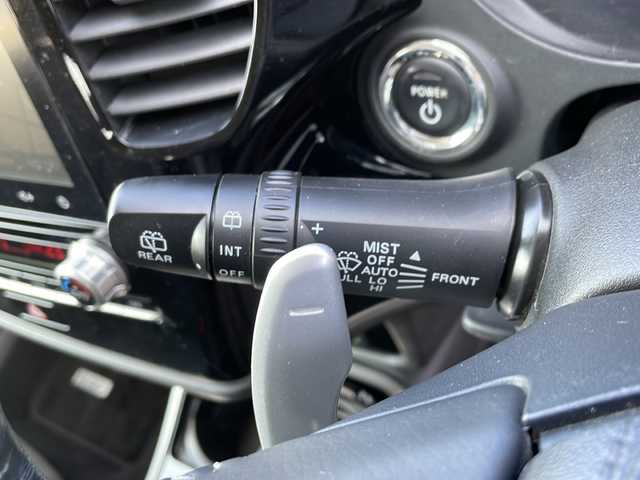 POWER
REAR
INT
OFF
+
MIST
OFF
AUTO
LO
HI
FRONT
−